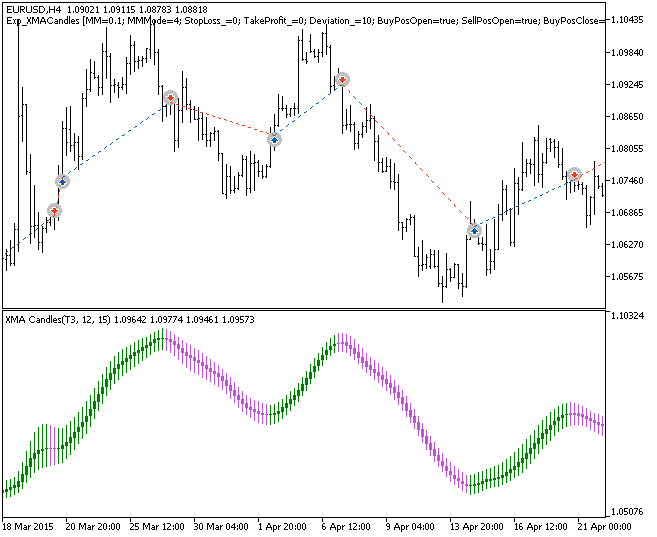 EURUSD,H4 1.09021 1.09115 1.08783 1.08818
Exp_XMACandles [MM=0.1; MMMode=4; StopLoss_=0; TakeProfit_=0; Deviation_=10; BuyPosOpen=true; SellPosOpen=true; BuyPosClose=
1.10435
1.09840
1.09245
1.08650
1.08055
1.07460
1.06865
1.06270
1.05675
XMA Candles(T3, 12, 15) 1.09642 1.09774 1.09461 1.09573
1.10324
1.05076
18 Mar 2015 20 Mar 20:00 25 Mar 12:00 30 Mar 04:00 1 Apr 20:00 6 Apr 12:00 9 Apr 04:00 13 Apr 20:00 16 Apr 12:00 21 Apr 00:00